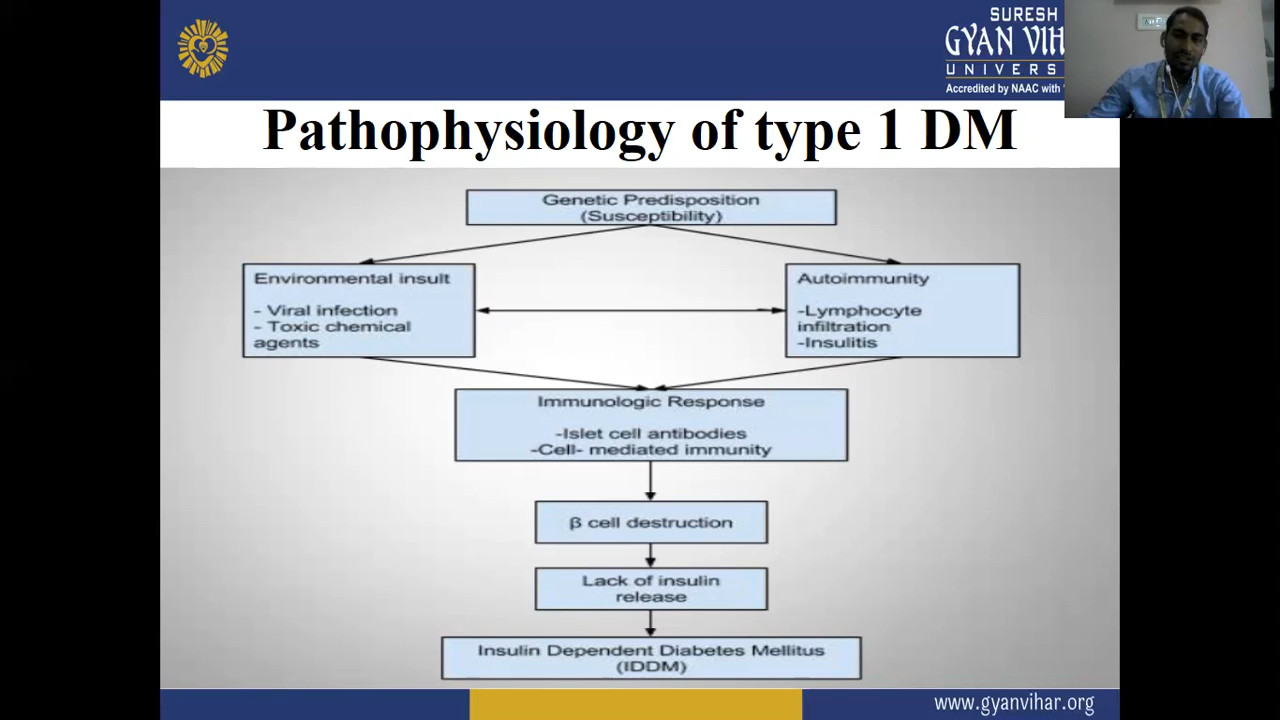 SURESH
GYAN VIH
UNIVERS
Accredited by NAAC with
Pathophysiology of type 1 DM
Genetic Predisposition
(Susceptibility)
Environmental insult
- Viral infection
- Toxic chemical
agents
Autoimmunity
-Lymphocyte
infiltration
-Insulitis
Immunologic Response
-Islet cell antibodies
-Cell- mediated immunity
β cell destruction
Lack of insulin
release
Insulin Dependent Diabetes Mellitus
(IDDM)
www.gyanvihar.org